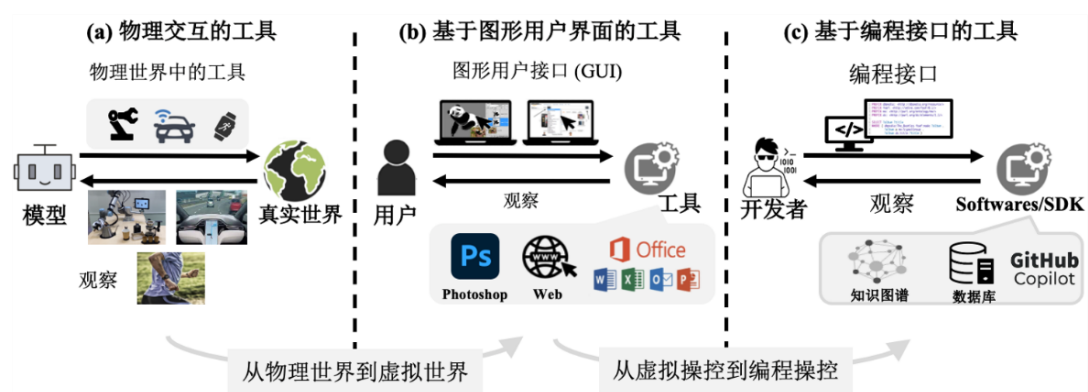 (a) 物理交互的工具
物理世界中的工具
模型
真实世界
观察
(b) 基于图形用户界面的工具
图形用户接口 (GUI)
用户
观察
工具
Ps
Photoshop
WWW
Web
Office
W X O P
(c) 基于编程接口的工具
编程接口
</>
>_
1010
1001
开发者
观察
Softwares/SDK
知识图谱
数据库
GitHub
Copilot
从物理世界到虚拟世界
从虚拟操控到编程操控